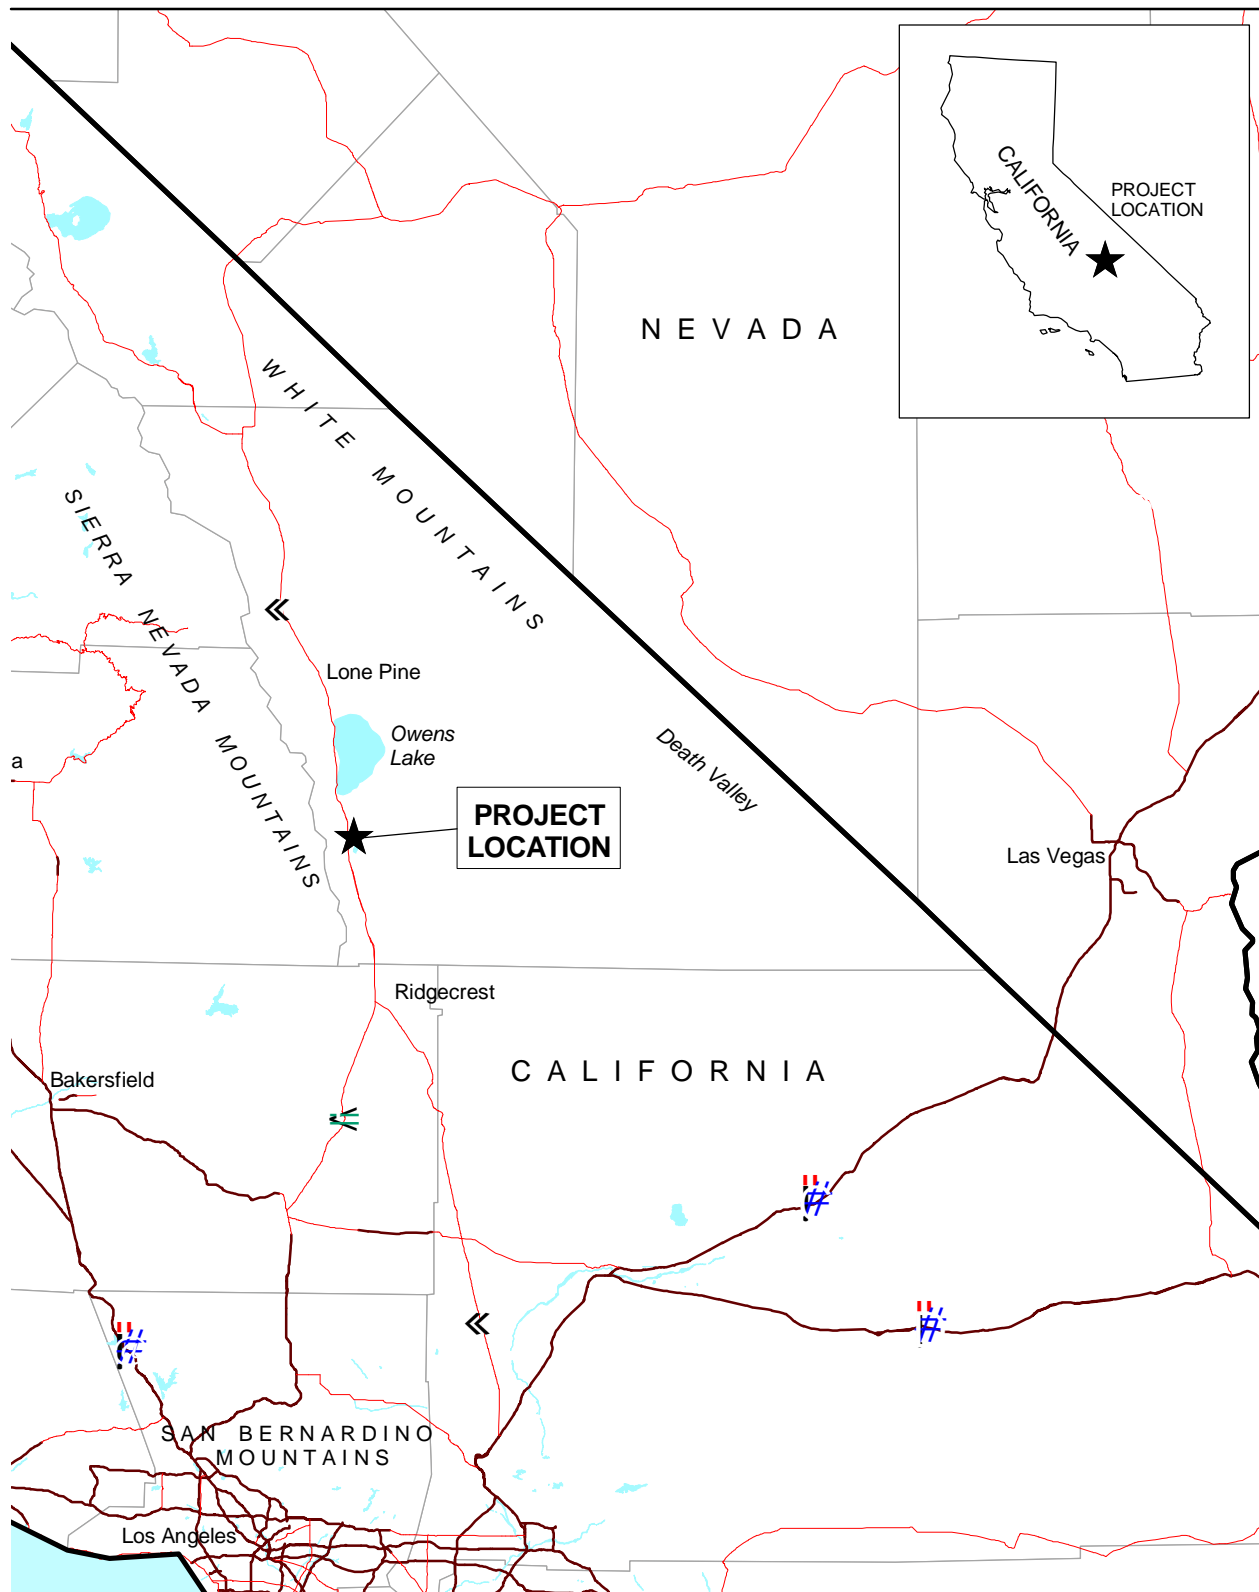 CALIFORNIA
PROJECT
LOCATION
NEVADA
WHITE MOUNTAINS
SIERRA NEVADA MOUNTAINS
Lone Pine
Owens
Lake
Death Valley
a
PROJECT
LOCATION
Las Vegas
Ridgecrest
CALIFORNIA
Bakersfield
SAN BERNARDINO
MOUNTAINS
Los Angeles